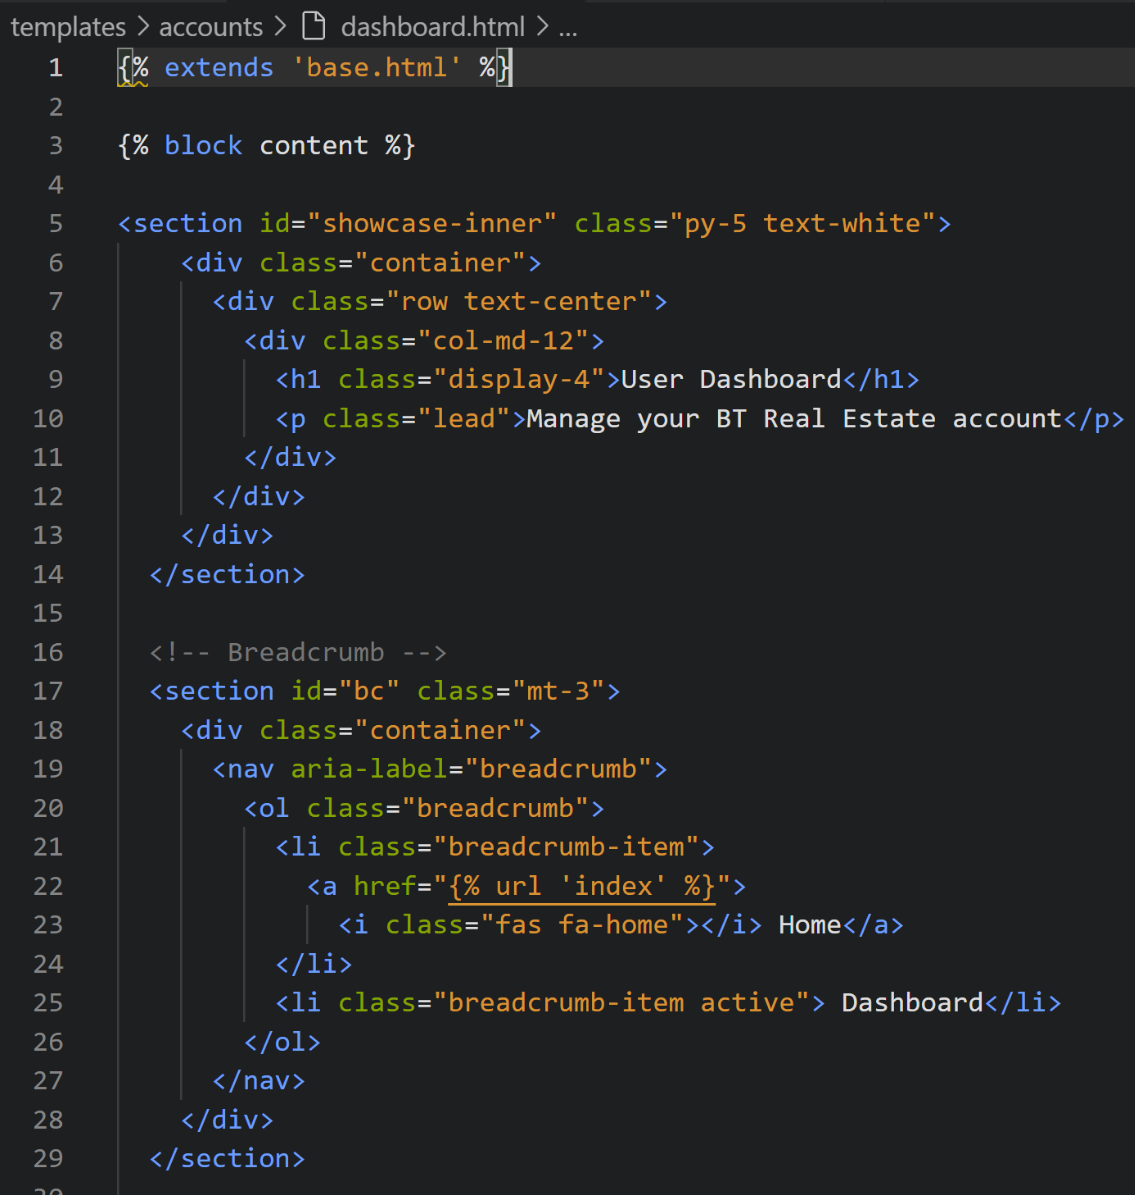 templates > accounts > dashboard.html > ...
1 {% extends 'base.html' %}
2
3 {% block content %}
4
5 <section id="showcase-inner" class="py-5 text-white">
6     <div class="container">
7       <div class="row text-center">
8         <div class="col-md-12">
9           <h1 class="display-4">User Dashboard</h1>
10           <p class="lead">Manage your BT Real Estate account</p>
11         </div>
12       </div>
13     </div>
14   </section>
15
16   <!-- Breadcrumb -->
17   <section id="bc" class="mt-3">
18     <div class="container">
19       <nav aria-label="breadcrumb">
20         <ol class="breadcrumb">
21           <li class="breadcrumb-item">
22             <a href="{% url 'index' %}">
23               <i class="fas fa-home"></i> Home</a>
24           </li>
25           <li class="breadcrumb-item active"> Dashboard</li>
26         </ol>
27       </nav>
28     </div>
29   </section>